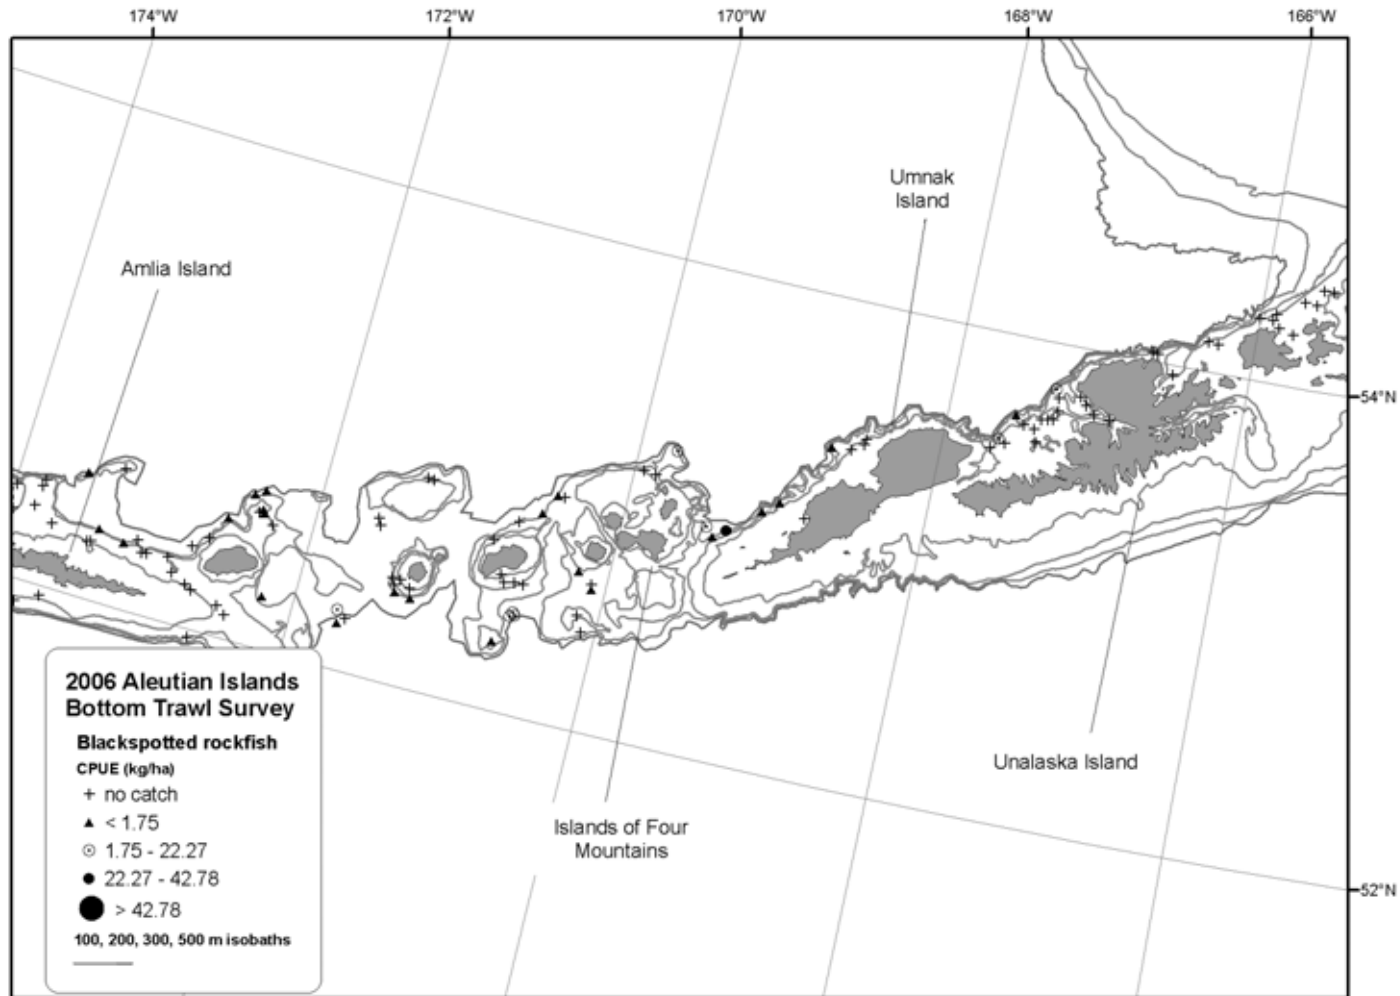 174°W
172°W
170°W
168°W
166°W
Umnak
Island
Amlia Island
54°N
Unalaska Island
Islands of Four
Mountains
52°N
2006 Aleutian Islands
Bottom Trawl Survey
Blackspotted rockfish
CPUE (kg/ha)
+ no catch
▲ < 1.75
1.75 - 22.27
22.27 - 42.78
> 42.78
100, 200, 300, 500 m isobaths